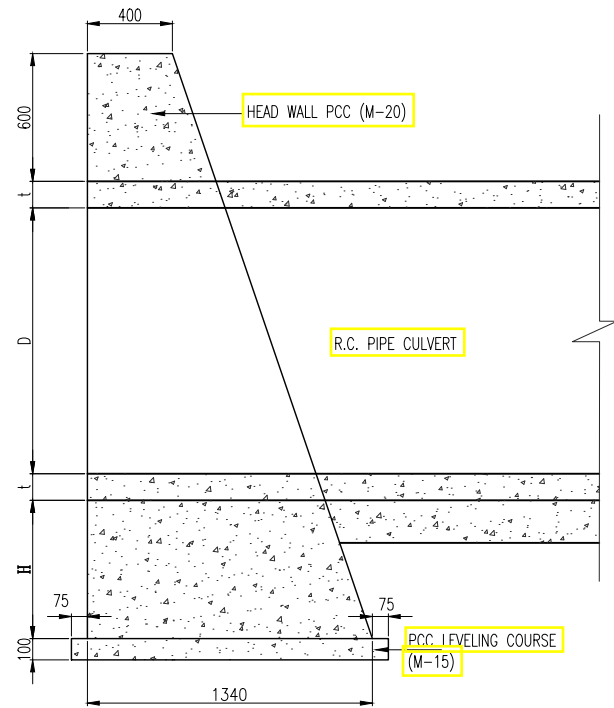 400
600
HEAD WALL PCC (M-20)
t
D
R.C. PIPE CULVERT
t
H
75
75
100
PCC LEVELING COURSE
(M-15)
1340